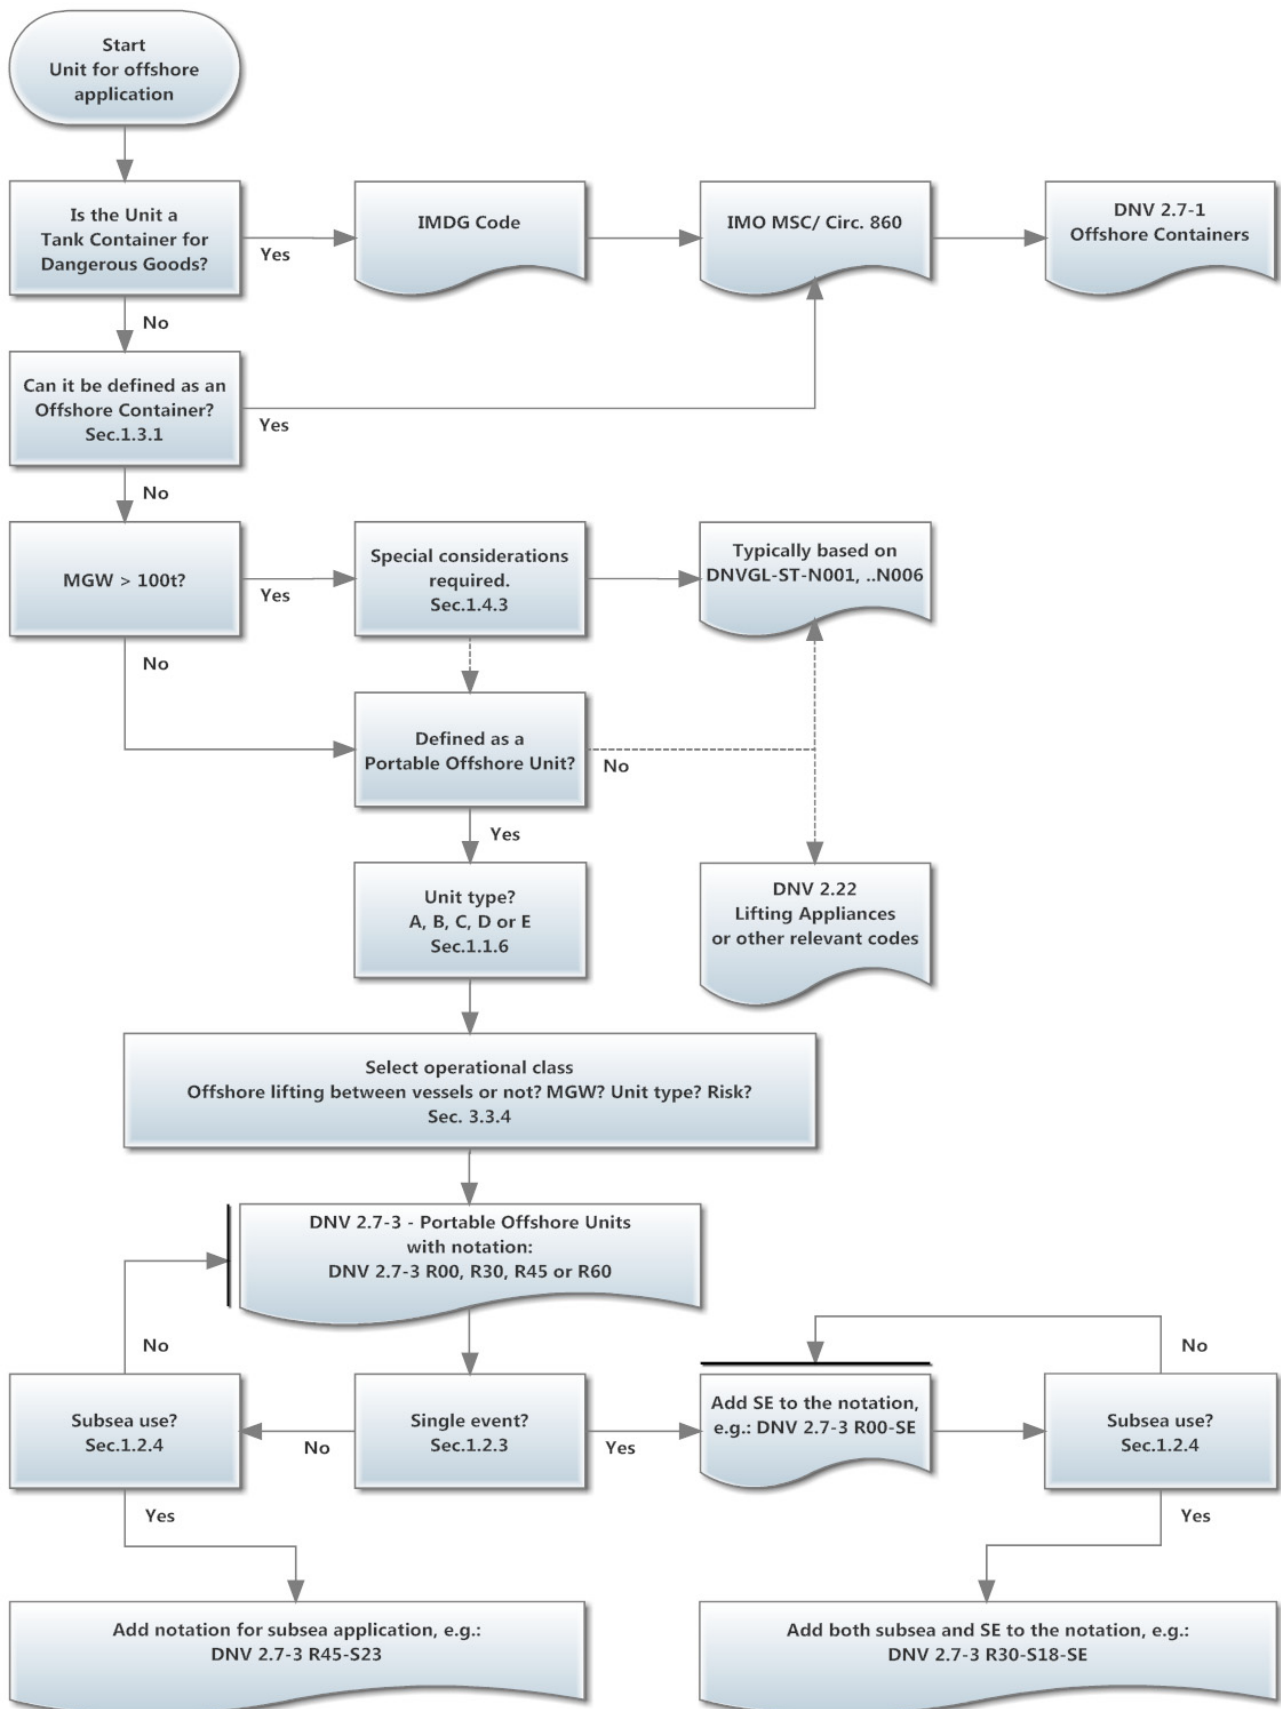 Start
Unit for offshore
application
Is the Unit a
Tank Container for
Dangerous Goods?
Yes
IMDG Code
IMO MSC/ Circ. 860
DNV 2.7-1
Offshore Containers
No
Can it be defined as an
Offshore Container?
Sec.1.3.1
Yes
No
MGW > 100t?
Yes
Special considerations
required.
Sec.1.4.3
Typically based on
DNVGL-ST-N001, ..N006
No
Defined as a
Portable Offshore Unit?
No
Yes
Unit type?
A, B, C, D or E
Sec.1.1.6
DNV 2.22
Lifting Appliances
or other relevant codes
Select operational class
Offshore lifting between vessels or not? MGW? Unit type? Risk?
Sec. 3.3.4
DNV 2.7-3 - Portable Offshore Units
with notation:
DNV 2.7-3 R00, R30, R45 or R60
No
No
Subsea use?
Sec.1.2.4
No
Single event?
Sec.1.2.3
Yes
Add SE to the notation,
e.g.: DNV 2.7-3 R00-SE
Subsea use?
Sec.1.2.4
Yes
Yes
Add notation for subsea application, e.g.:
DNV 2.7-3 R45-S23
Add both subsea and SE to the notation, e.g.:
DNV 2.7-3 R30-S18-SE